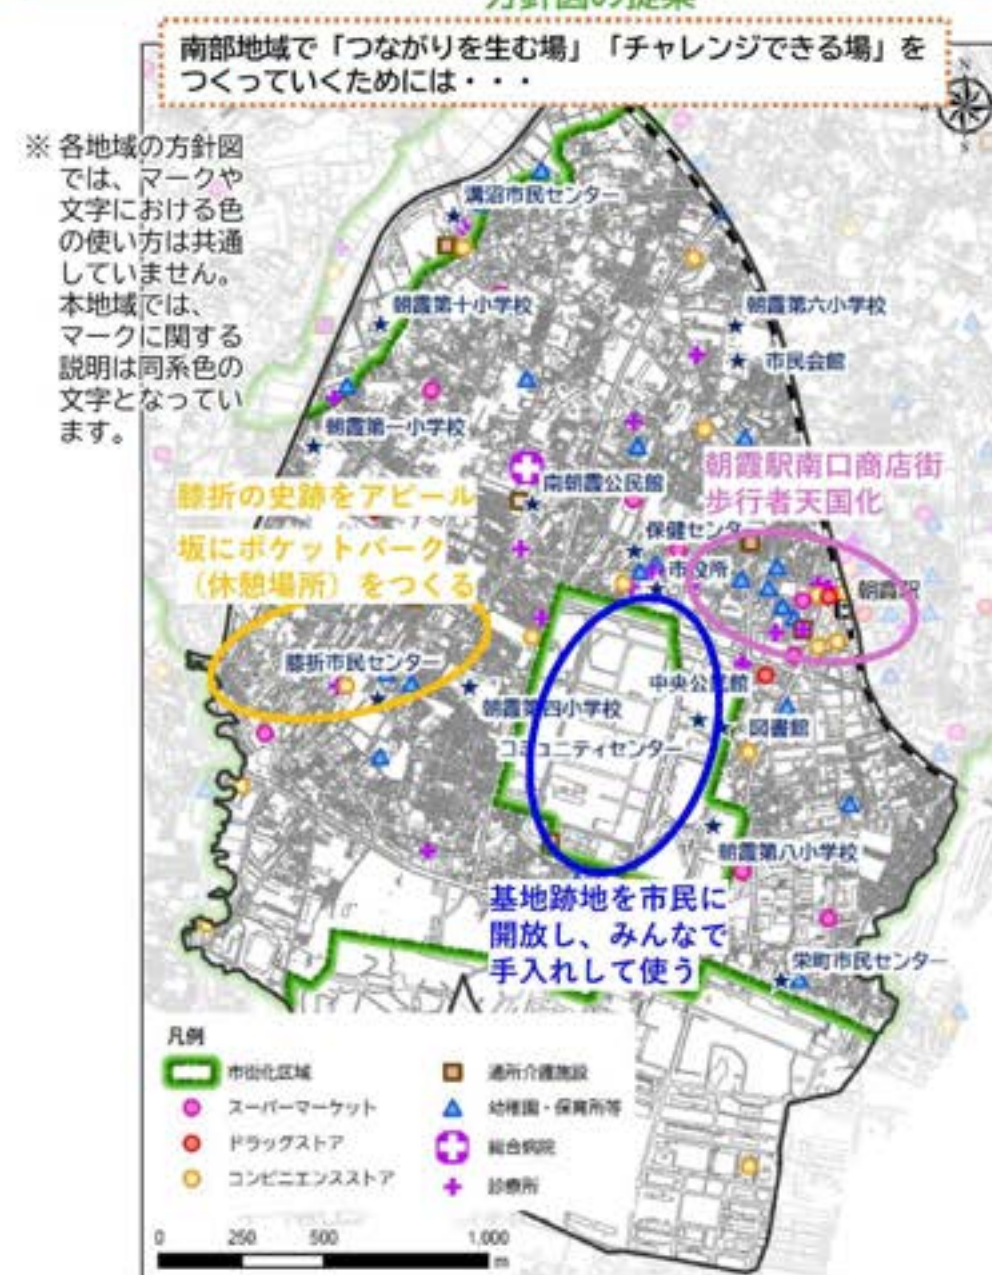 方針図の提案
南部地域で「つながりを生む場」「チャレンジできる場」を
つくっていくためには・・・
N
※ 各地域の方針図
では、マークや
文字における色
の使い方は共通
していません。
本地域では、
マークに関する
説明は同系色の
文字となってい
ます。
溝沼市民センター
朝霞第十小学校
朝霞第六小学校
市民会館
朝霞第一小学校
朝霞駅南口商店街
歩行者天国化
膝折の史跡をアピール
南朝霞公民館
坂にポケットパーク
（休憩場所）をつくる
保健センター
市役所
朝霞駅
膝折市民センター
中央公民館
朝霞第四小学校
図書館
コミュニティセンター
朝霞第八小学校
基地跡地を市民に
開放し、みんなで
手入れして使う
栄町市民センター
凡例
市街化区域
スーパーマーケット
ドラッグストア
コンビニエンスストア
通所介護施設
幼稚園・保育所等
総合病院
診療所
0 250 500 1,000
m